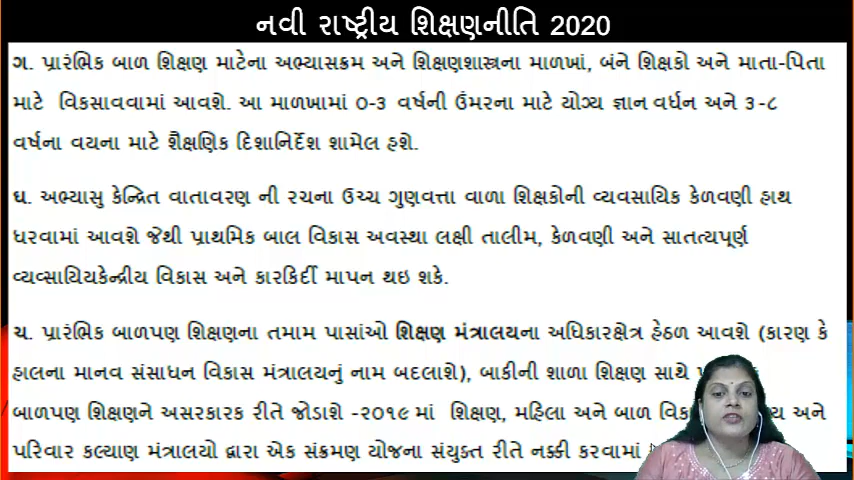 નવી રાષ્ટ્રીય શિક્ષણનીતિ 2020
ગ. પ્રારંભિક બાળ શિક્ષણ માટેના અભ્યાસક્રમ અને શિક્ષણશાસ્ત્રના માળખાં, બંને શિક્ષકો અને માતા-પિતા
માટે વિકસાવવામાં આવશે. આ માળખામાં 0-૩ વર્ષની ઉંમરના માટે યોગ્ય જ્ઞાન વર્ધન અને ૩-૮
વર્ષના વયના માટે શૈક્ષણિક દિશાનિર્દેશ શામેલ હશે.
ઘ. અભ્યાસુ કેન્દ્રિત વાતાવરણ ની રચના ઉચ્ચ ગુણવત્તા વાળા શિક્ષકોની વ્યવસાયિક કેળવણી હાથ
ધરવામાં આવશે જેથી પ્રાથમિક બાલ વિકાસ અવસ્થા લક્ષી તાલીમ, કેળવણી અને સાતત્યપૂર્ણ
વ્યવ્સાયિયકેન્દ્રીય વિકાસ અને કારકિર્દી માપન થઇ શકે.
ચ. પ્રારંભિક બાળપણ શિક્ષણના તમામ પાસાંઓ શિક્ષણ મંત્રાલયના અધિકારક્ષેત્ર હેઠળ આવશે (કારણ કે
હાલના માનવ સંસાધન વિકાસ મંત્રાલયનું નામ બદલાશે), બાકીની શાળા શિક્ષણ સાથે
બાળપણ શિક્ષણને અસરકારક રીતે જોડાશે -૨૦૧૯ માં શિક્ષણ, મહિલા અને બાળ અને
પરિવાર કલ્યાણ મંત્રાલયો દ્વારા એક સંક્રમણ યોજના સંયુક્ત રીતે નક્કી કરવામાં